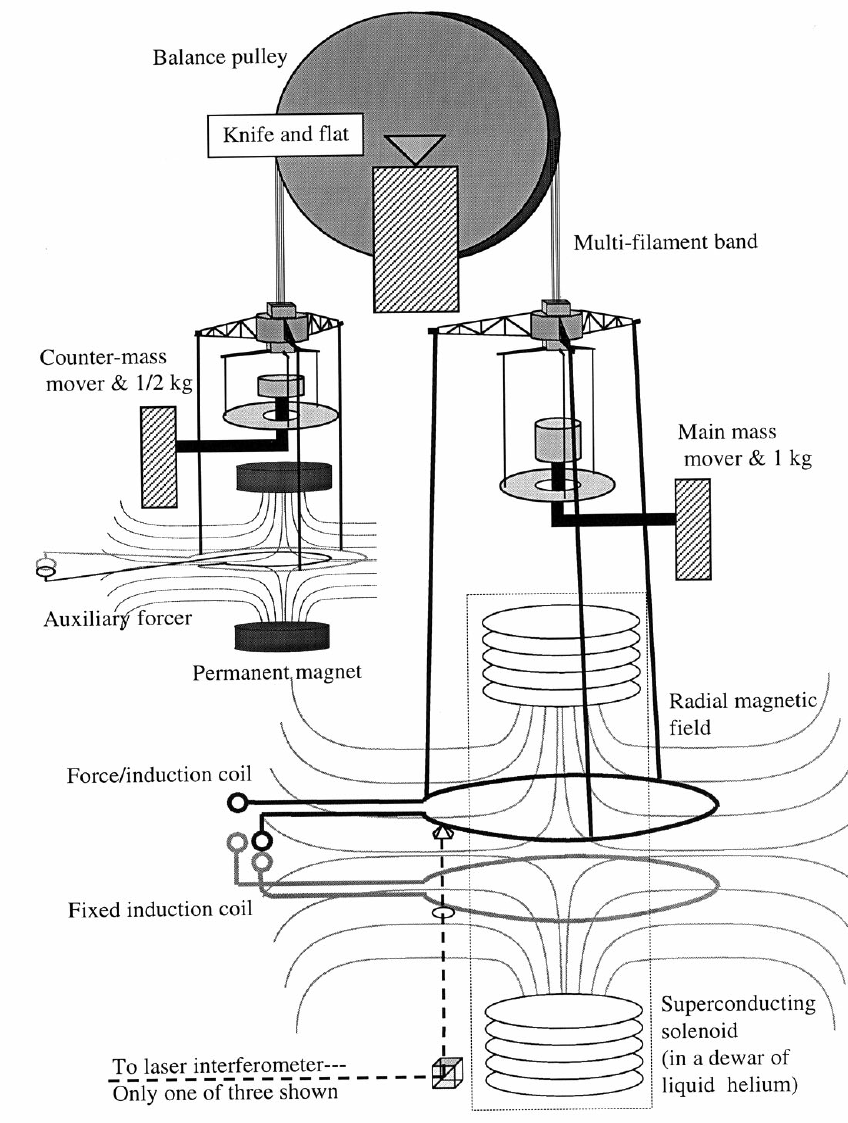 Balance pulley
Knife and flat
Multi-filament band
Counter-mass
mover & 1/2 kg
Main mass
mover & 1 kg
Auxiliary forcer
Permanent magnet
Radial magnetic
field
Force/induction coil
Fixed induction coil
Superconducting
solenoid
(in a dewar of
liquid helium)
To laser interferometer---
Only one of three shown